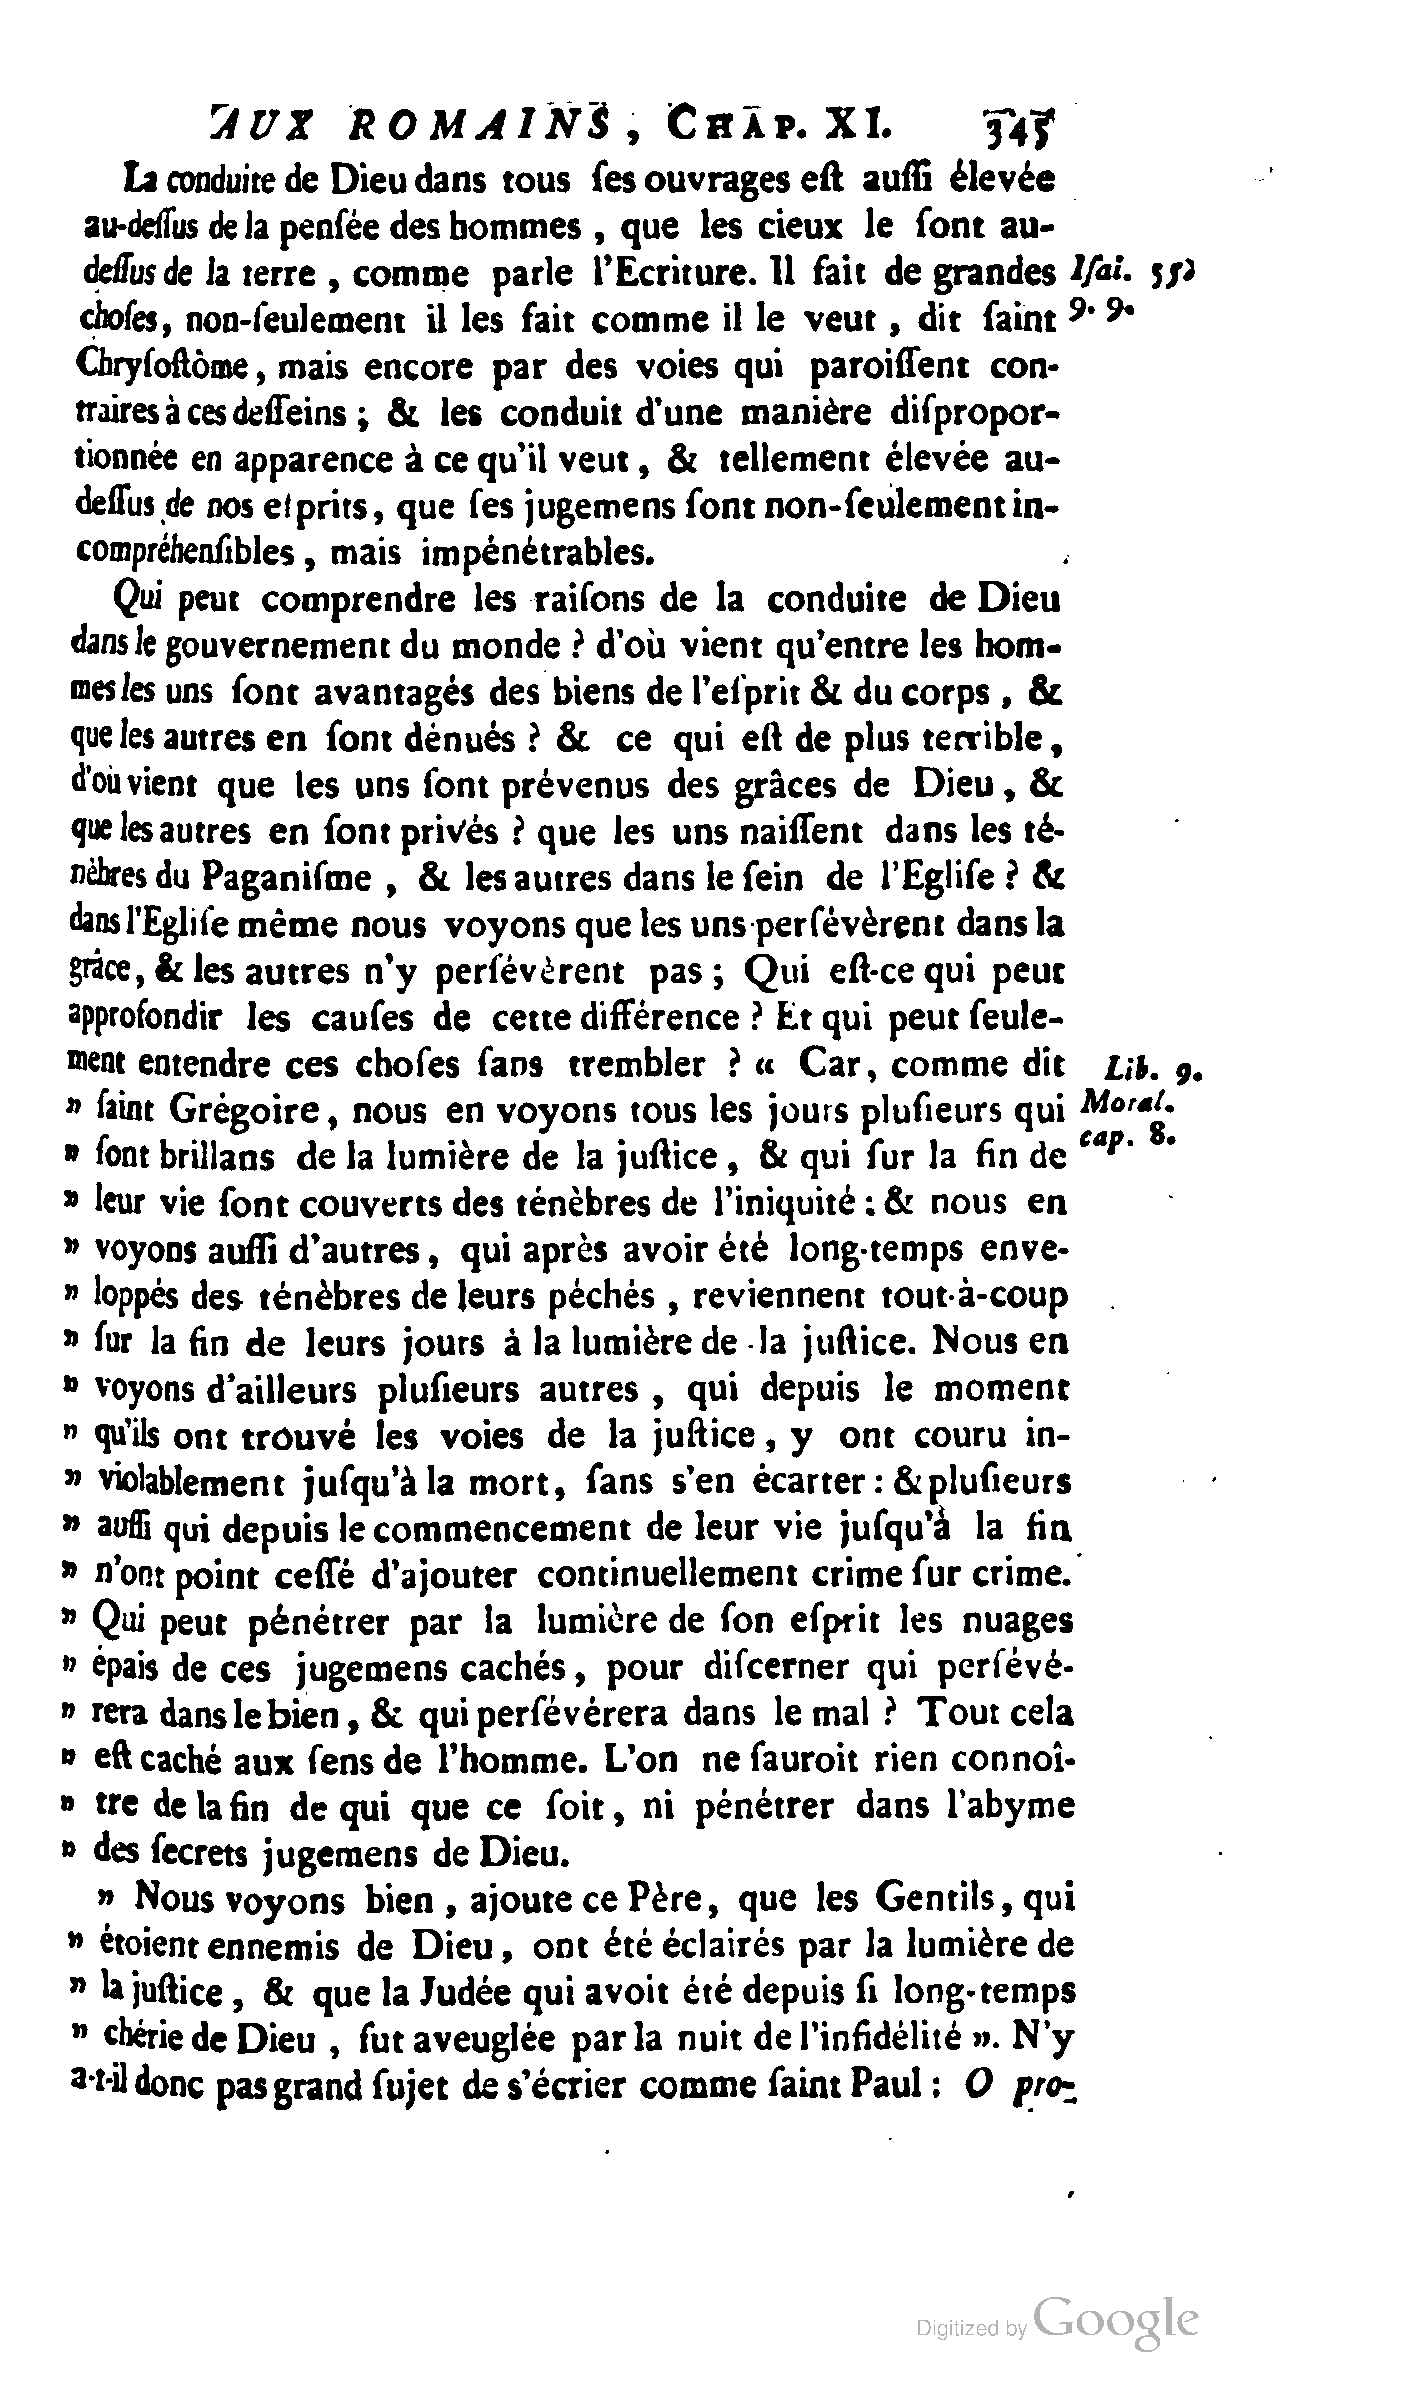 AUX ROMAINS, CHAP. XI. 345
La conduite de Dieu dans tous ſes ouvrages eſt auſſi élevée
au-deſſus de la penſée des hommes, que les cieux le ſont au-
deſſus de la terre, comme parle l'Ecriture. Il fait de grandes
Iſai. 55,
choſes, non-ſeulement il les fait comme il le veut, dit ſaint
9. 9.
Chryſoſtôme, mais encore par des voies qui paroiſſent con-
traires à ces deſſeins; & les conduit d'une manière diſpropor-
tionnée en apparence à ce qu'il veut, & tellement élevée au-
deſſus de nos eſprits, que ſes jugemens ſont non-ſeulement in-
compréhenſibles, mais impénétrables.
Qui peut comprendre les raiſons de la conduite de Dieu
dans le gouvernement du monde ? d'où vient qu'entre les hom-
mes les uns ſont avantagés des biens de l'eſprit & du corps, &
que les autres en ſont dénués ? & ce qui eſt de plus terrible,
d'où vient que les uns ſont prévenus des grâces de Dieu, &
que les autres en ſont privés ? que les uns naiſſent dans les té-
nèbres du Paganiſme, & les autres dans le ſein de l'Egliſe ? &
dans l'Egliſe même nous voyons que les uns perſévèrent dans la
grâce, & les autres n'y perſévèrent pas; Qui eſt-ce qui peut
approfondir les cauſes de cette différence ? Et qui peut ſeule-
ment entendre ces choſes ſans trembler ? « Car, comme dit
Lib. 9.
» ſaint Grégoire, nous en voyons tous les jours pluſieurs qui
Moral.
» ſont brillans de la lumière de la juſtice, & qui ſur la fin de
cap. 8.
» leur vie ſont couverts des ténèbres de l'iniquité : & nous en
» voyons auſſi d'autres, qui après avoir été long-temps enve-
» loppés des ténèbres de leurs péchés, reviennent tout-à-coup
» ſur la fin de leurs jours à la lumière de la juſtice. Nous en
» voyons d'ailleurs pluſieurs autres, qui depuis le moment
» qu'ils ont trouvé les voies de la juſtice, y ont couru in-
» violablement juſqu'à la mort, ſans s'en écarter : & pluſieurs
» auſſi qui depuis le commencement de leur vie juſqu'à la fin
» n'ont point ceſſé d'ajouter continuellement crime ſur crime.
» Qui peut pénétrer par la lumière de ſon eſprit les nuages
» épais de ces jugemens cachés, pour diſcerner qui perſévé-
» rera dans le bien, & qui perſévérera dans le mal ? Tout cela
» eſt caché aux ſens de l'homme. L'on ne ſauroit rien connoî-
» tre de la fin de qui que ce ſoit, ni pénétrer dans l'abyme
» des ſecrets jugemens de Dieu.
» Nous voyons bien, ajoute ce Père, que les Gentils, qui
» étoient ennemis de Dieu, ont été éclairés par la lumière de
» la juſtice, & que la Judée qui avoit été depuis ſi long-temps
» chérie de Dieu, fut aveuglée par la nuit de l'infidélité ». N'y
a-t-il donc pas grand ſujet de s'écrier comme ſaint Paul : O pro-
Digitized by Google